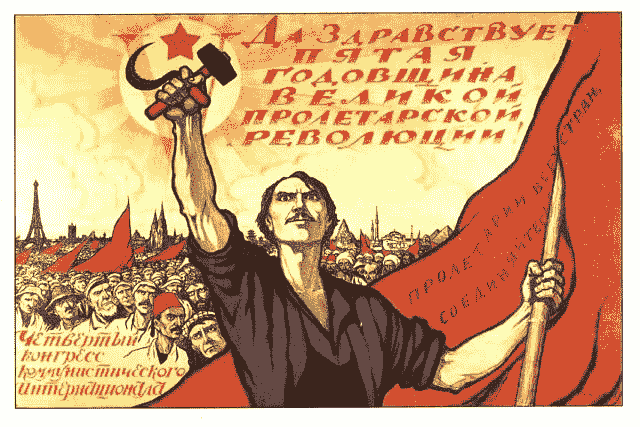 Да Здравствует
пятая
годовщина
Великой
пролетарской
революции!
Пролетарии всех стран,
соединяйтесь
Четвертый
конгресс
коммунистического
интернационала